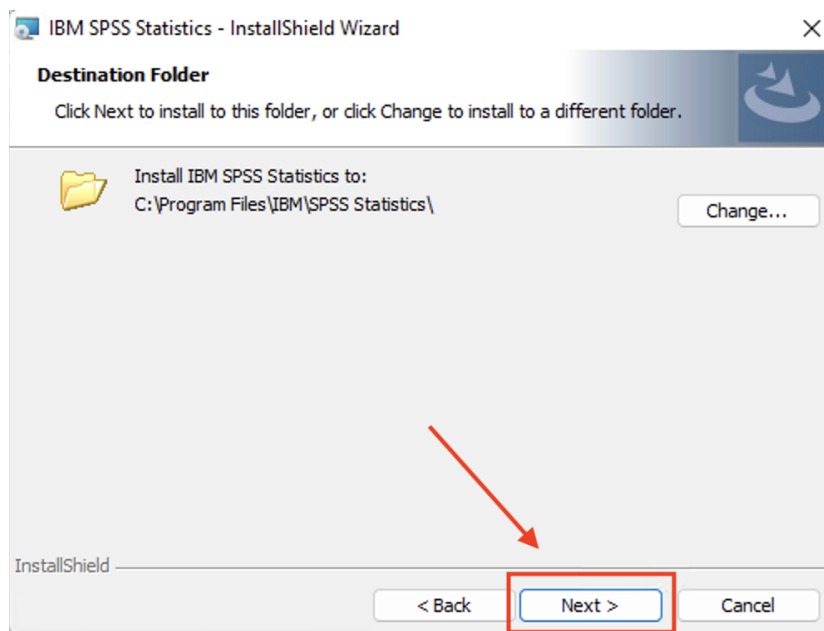 IBM SPSS Statistics - InstallShield Wizard
Destination Folder
Click Next to install to this folder, or click Change to install to a different folder.
Install IBM SPSS Statistics to:
C:\Program Files\IBM\SPSS Statistics\
Change...
InstallShield
< Back
Next >
Cancel